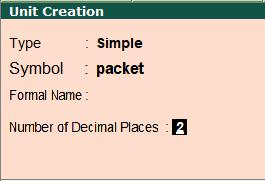 Unit Creation
Type : Simple
Symbol : packet
Formal Name :
Number of Decimal Places : 2